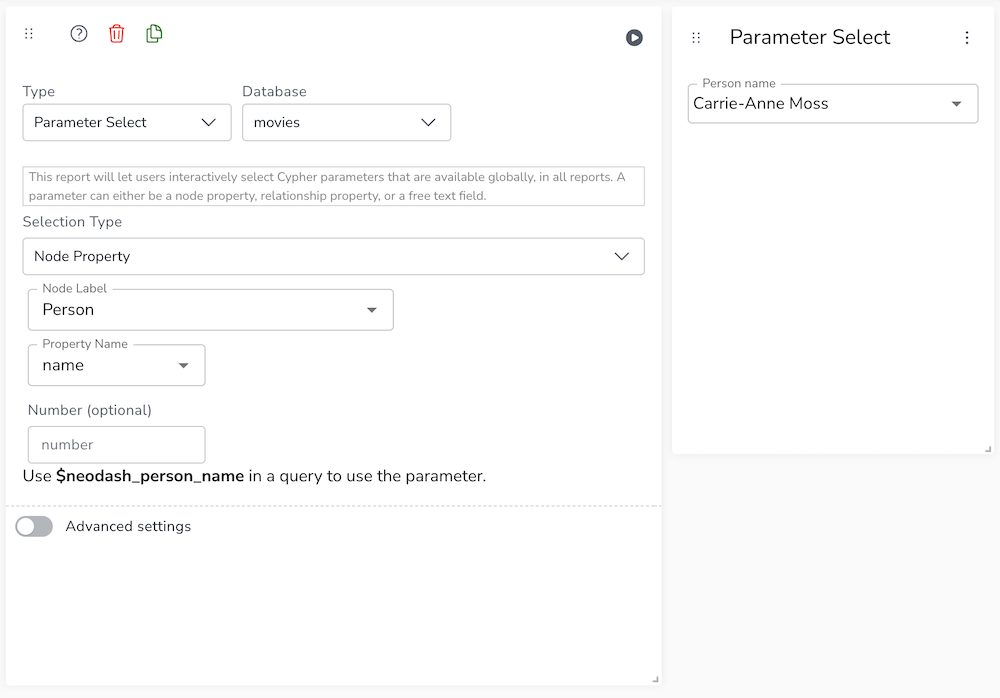 Type
Database
Parameter Select
movies
This report will let users interactively select Cypher parameters that are available globally, in all reports. A
parameter can either be a node property, relationship property, or a free text field.
Selection Type
Node Property
Node Label
Person
Property Name
name
Number (optional)
number
Use $neodash_person_name in a query to use the parameter.
Advanced settings
Parameter Select
Person name
Carrie-Anne Moss